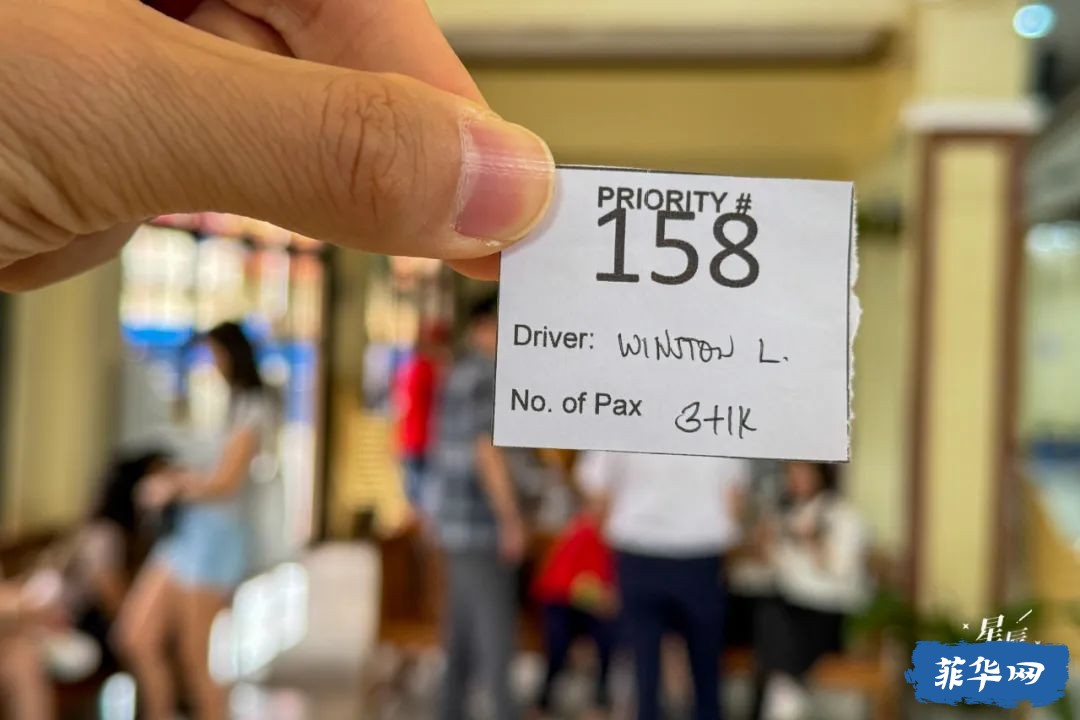 PRIORITY #
158
Driver: WINSTON L.
No. of Pax 3+1K
星辰
菲华网